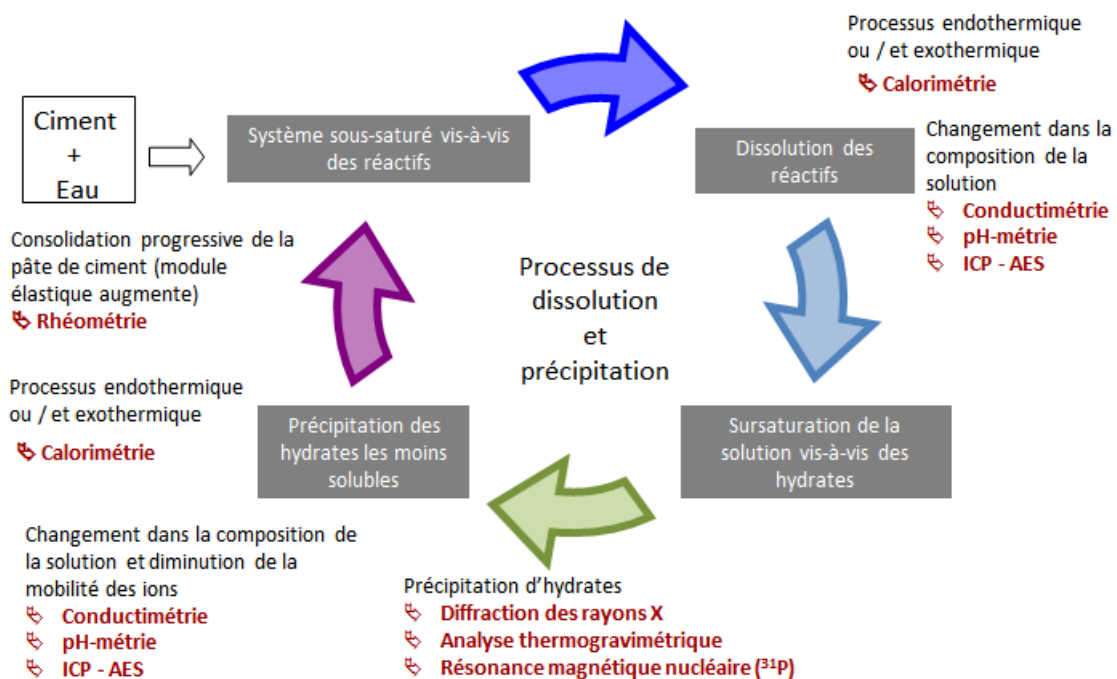 Processus endothermique
ou / et exothermique
Calorimétrie
Ciment
+
Eau
Système sous-saturé vis-à-vis
des réactifs
Dissolution des
réactifs
Changement dans la
composition de la
solution
Conductimétrie
pH-métrie
ICP - AES
Consolidation progressive de la
pâte de ciment (module
élastique augmente)
Rhéométrie
Processus de
dissolution
et
précipitation
Processus endothermique
ou / et exothermique
Calorimétrie
Précipitation des
hydrates les moins
solubles
Sursaturation de la
solution vis-à-vis des
hydrates
Changement dans la composition de
la solution et diminution de la
mobilité des ions
Conductimétrie
pH-métrie
ICP - AES
Précipitation d’hydrates
Diffraction des rayons X
Analyse thermogravimétrique
Résonance magnétique nucléaire (³¹P)